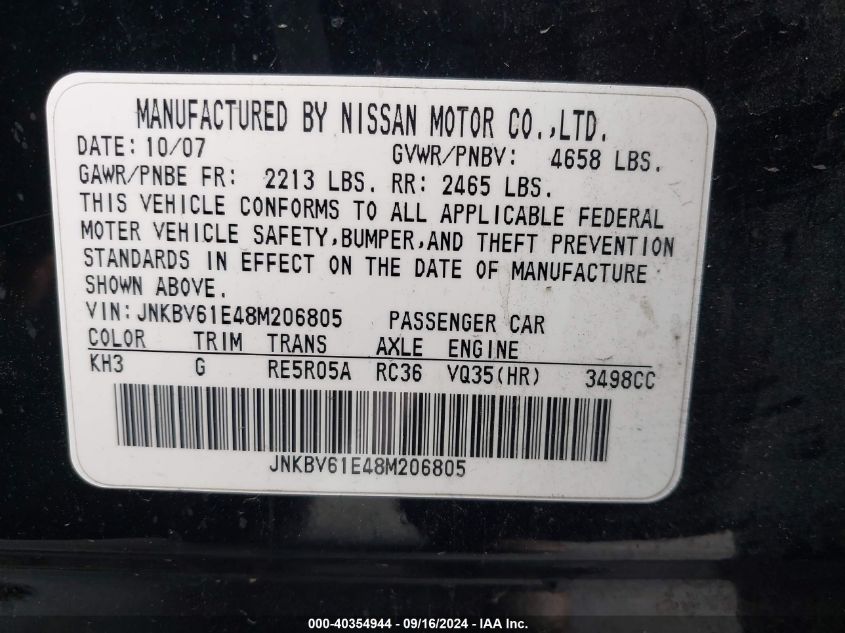 MANUFACTURED BY NISSAN MOTOR CO.,LTD.
DATE: 10/07 GVWR/PNBV: 4658 LBS.
GAWR/PNBE FR: 2213 LBS. RR: 2465 LBS.
THIS VEHICLE CONFORMS TO ALL APPLICABLE FEDERAL
MOTER VEHICLE SAFETY,BUMPER,AND THEFT PREVENTION
STANDARDS IN EFFECT ON THE DATE OF MANUFACTURE
SHOWN ABOVE.
VIN: JNKBV61E48M206805 PASSENGER CAR
COLOR TRIM TRANS AXLE ENGINE
KH3 G RE5R05A RC36 VQ35(HR) 3498CC
JNKBV61E48M206805
000-40354944 - 09/16/2024 - IAA Inc.